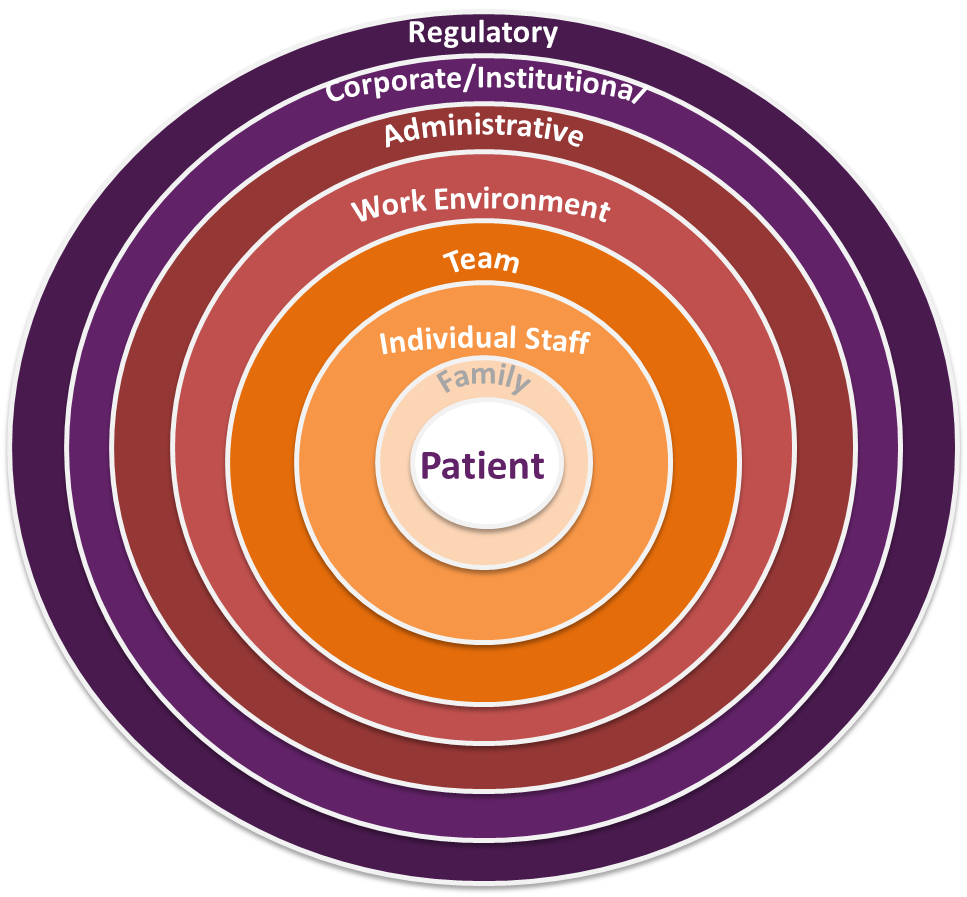 Regulatory
Corporate/Institutional
Administrative
Work Environment
Team
Individual Staff
Family
Patient